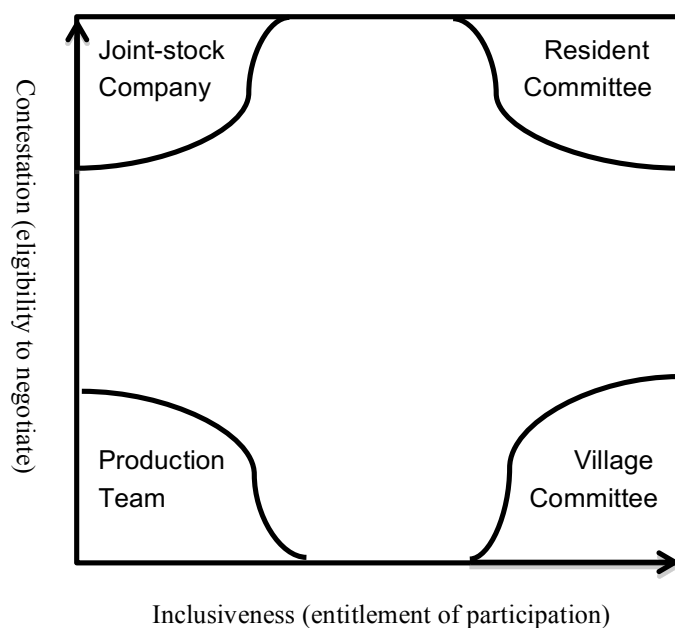 Joint-stock
Company
Resident
Committee
Contestation (eligibility to negotiate)
Production
Team
Village
Committee
Inclusiveness (entitlement of participation)